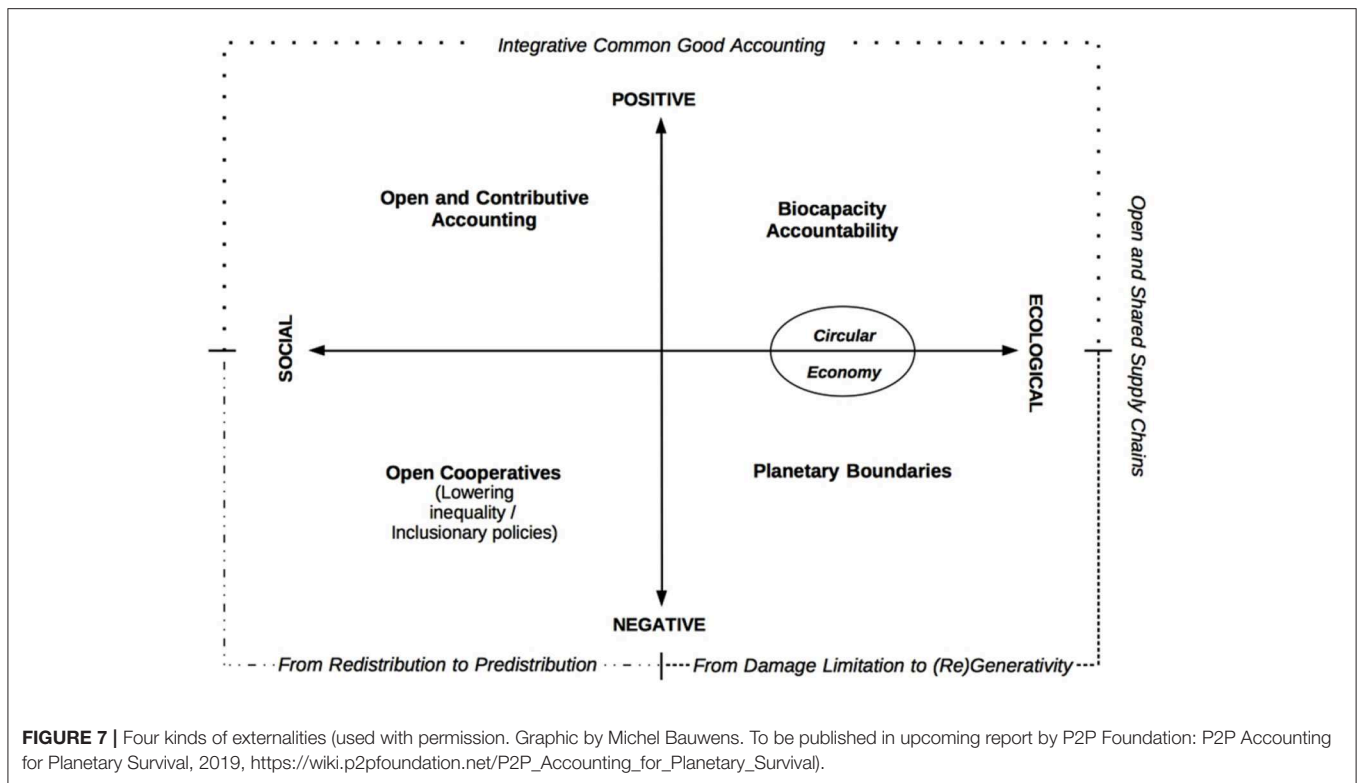 Integrative Common Good Accounting
POSITIVE
Open and Contributive
Accounting
Biocapacity
Accountability
Open and Shared Supply Chains
SOCIAL
Circular
Economy
ECOLOGICAL
Open Cooperatives
(Lowering
inequality /
Inclusionary policies)
Planetary Boundaries
NEGATIVE
From Redistribution to Predistribution
From Damage Limitation to (Re)Generativity
FIGURE 7 | Four kinds of externalities (used with permission. Graphic by Michel Bauwens. To be published in upcoming report by P2P Foundation: P2P Accounting
for Planetary Survival, 2019, https://wiki.p2pfoundation.net/P2P_Accounting_for_Planetary_Survival).